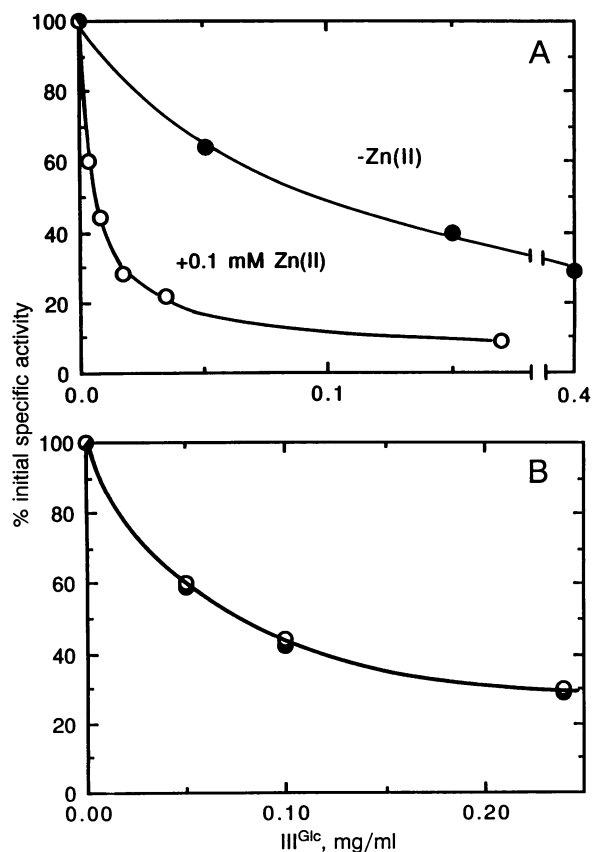 100
A
80
60
-Zn(II)
40
+0.1 mM Zn(II)
20
0
0.0 0.1 0.4
% initial specific activity
100
B
80
60
40
20
0
0.00 0.10 0.20
III^Glc, mg/ml